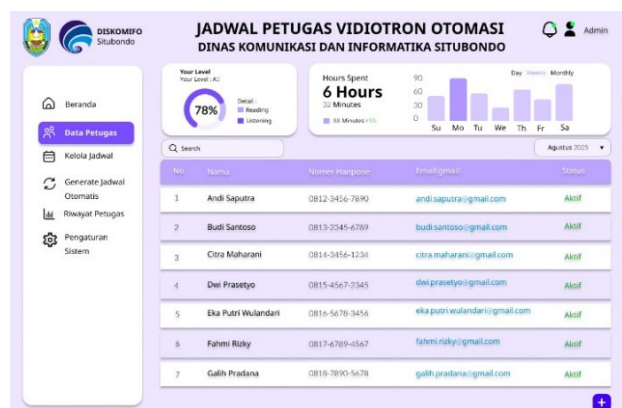 DISKOMIFO
Situbondo
JADWAL PETUGAS VIDIOTRON OTOMASI
DINAS KOMUNIKASI DAN INFORMATIKA SITUBONDO
Admin
Beranda
Data Petugas
Kelola Jadwal
Generate Jadwal
Otomatis
Riwayat Petugas
Pengaturan
Sistem
Your Level
Your Level : A2
78%
Detail :
Reading
Listening
Hours Spent
6 Hours
32 Minutes
38 Minutes
Day Weekly Monthly
90
60
30
0
Su Mo Tu We Th Fr Sa
Search
Agustus 2025
No Nama Nomer Hanpone Email(gmail) Status
1 Andi Saputra 0812-3456-7890 andi.saputra@gmail.com Aktif
2 Budi Santoso 0813-2345-6789 budi.santoso@gmail.com Aktif
3 Citra Maharani 0814-3456-1234 citra.maharani@gmail.com Aktif
4 Dwi Prasetyo 0815-4567-2345 dwi.prasetyo@gmail.com Aktif
5 Eka Putri Wulandari 0816-5678-3456 eka.putri.wulandari@gmail.com Aktif
6 Fahmi Rizky 0817-6789-4567 fahmi.rizky@gmail.com Aktif
7 Galih Pradana 0818-7890-5678 galih.pradana@gmail.com Aktif
+